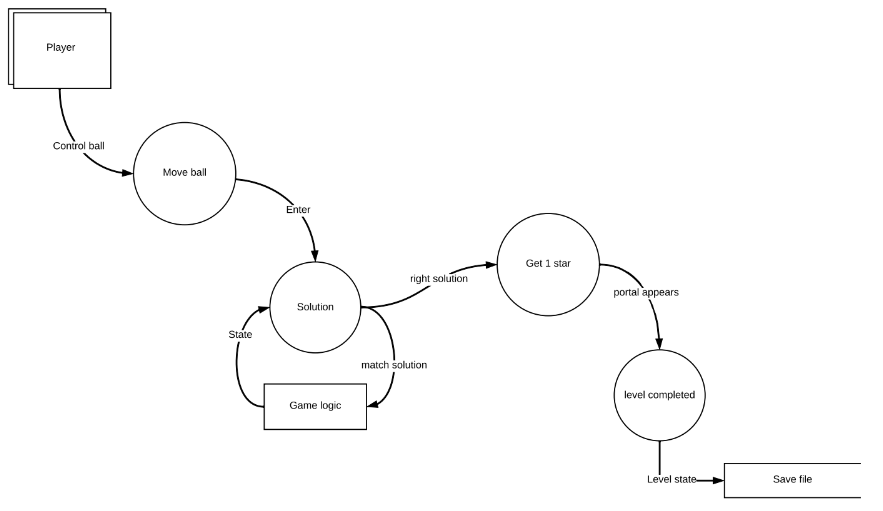 Player
Control ball
Move ball
Enter
Solution
right solution
Get 1 star
portal appears
State
match solution
Game logic
level completed
Level state
Save file